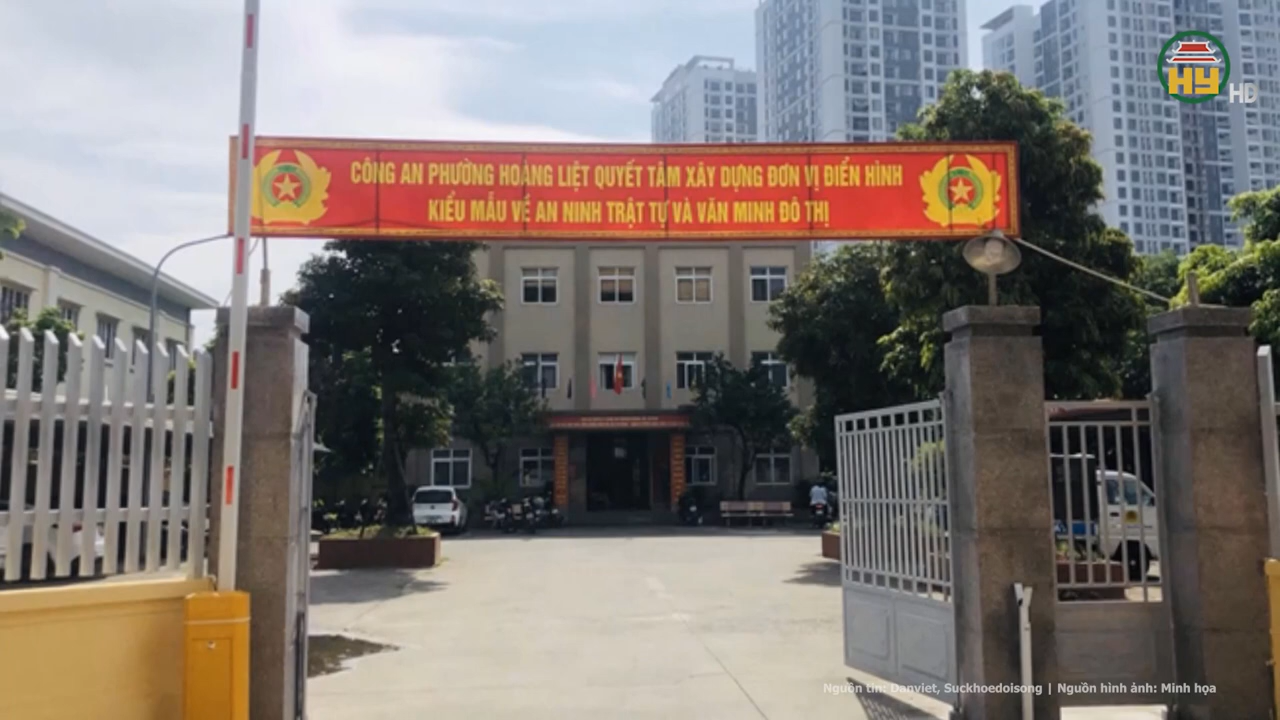 HY HD
CÔNG AN PHƯỜNG HOÀNG LIỆT QUYẾT TÂM XÂY DỰNG ĐƠN VỊ ĐIỂN HÌNH
KIỂU MẪU VỀ AN NINH TRẬT TỰ VÀ VĂN MINH ĐÔ THỊ
Nguồn tin: Danviet, Suckhoedoisong | Nguồn hình ảnh: Minh họa